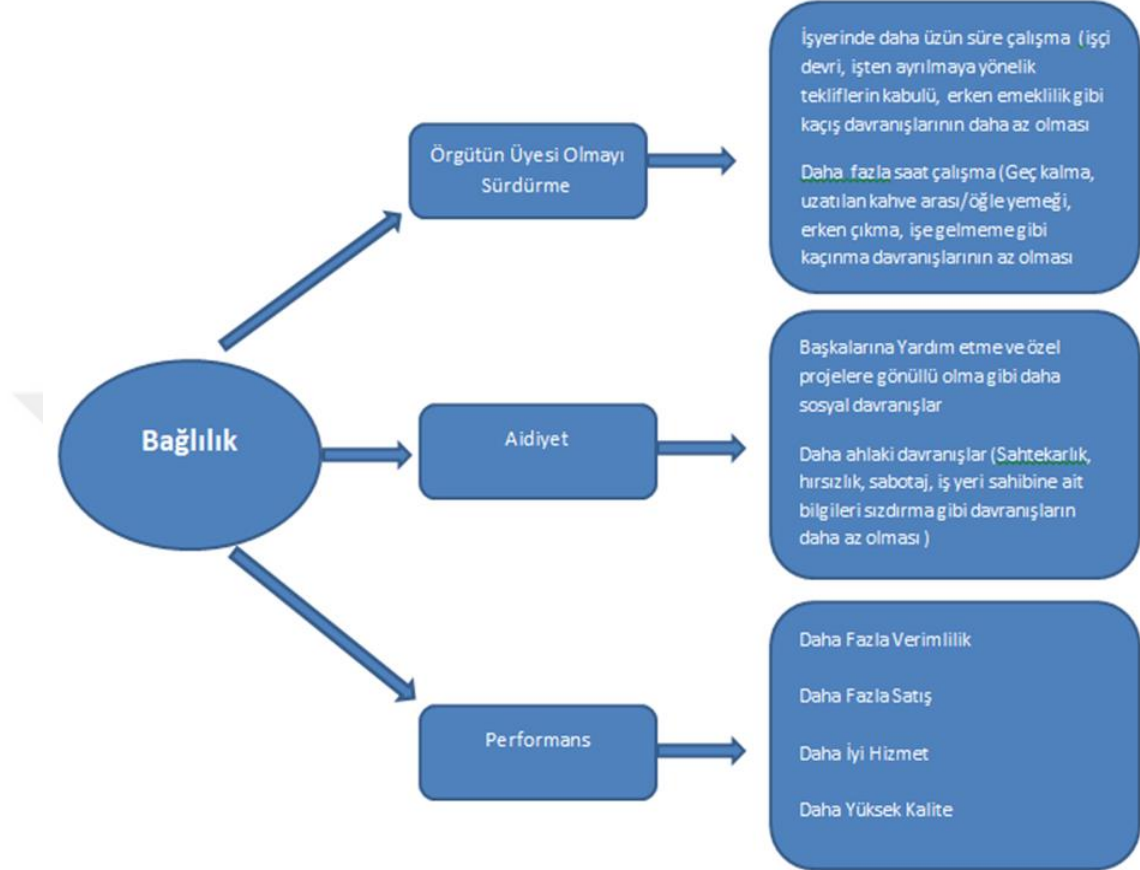 İşyerinde daha üzün süre çalışma (işçi
devri, işten ayrılmaya yönelik
tekliflerin kabulü, erken emeklilik gibi
kaçış davranışlarının daha az olması
Daha fazla saat çalışma (Geç kalma,
uzatılan kahve arası/öğle yemeği,
erken çıkma, işe gelmeme gibi
kaçınma davranışlarının az olması
Örgütün Üyesi Olmayı
Sürdürme
Bağlılık
Aidiyet
Başkalarına Yardım etme ve özel
projelere gönüllü olma gibi daha
sosyal davranışlar
Daha ahlaki davranışlar (Sahtekarlık,
hırsızlık, sabotaj, iş yeri sahibine ait
bilgileri sızdırma gibi davranışların
daha az olması )
Performans
Daha Fazla Verimlilik
Daha Fazla Satış
Daha İyi Hizmet
Daha Yüksek Kalite